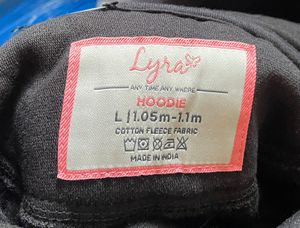 Lyra
ANY TIME ANY WHERE
HOODIE
L | 1.05m-1.1m
COTTON FLEECE FABRIC
MADE IN INDIA